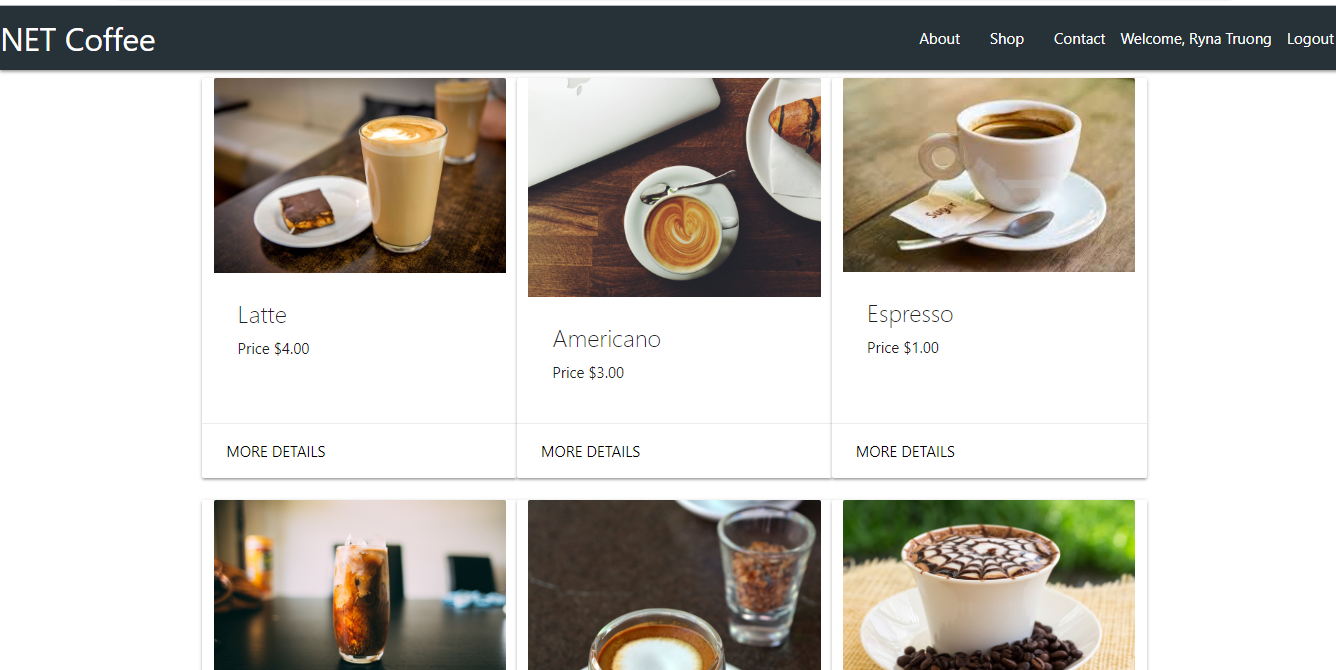 NET Coffee
About Shop Contact Welcome, Ryna Truong Logout
Sugar
Latte
Price $4.00
MORE DETAILS
Americano
Price $3.00
MORE DETAILS
Espresso
Price $1.00
MORE DETAILS